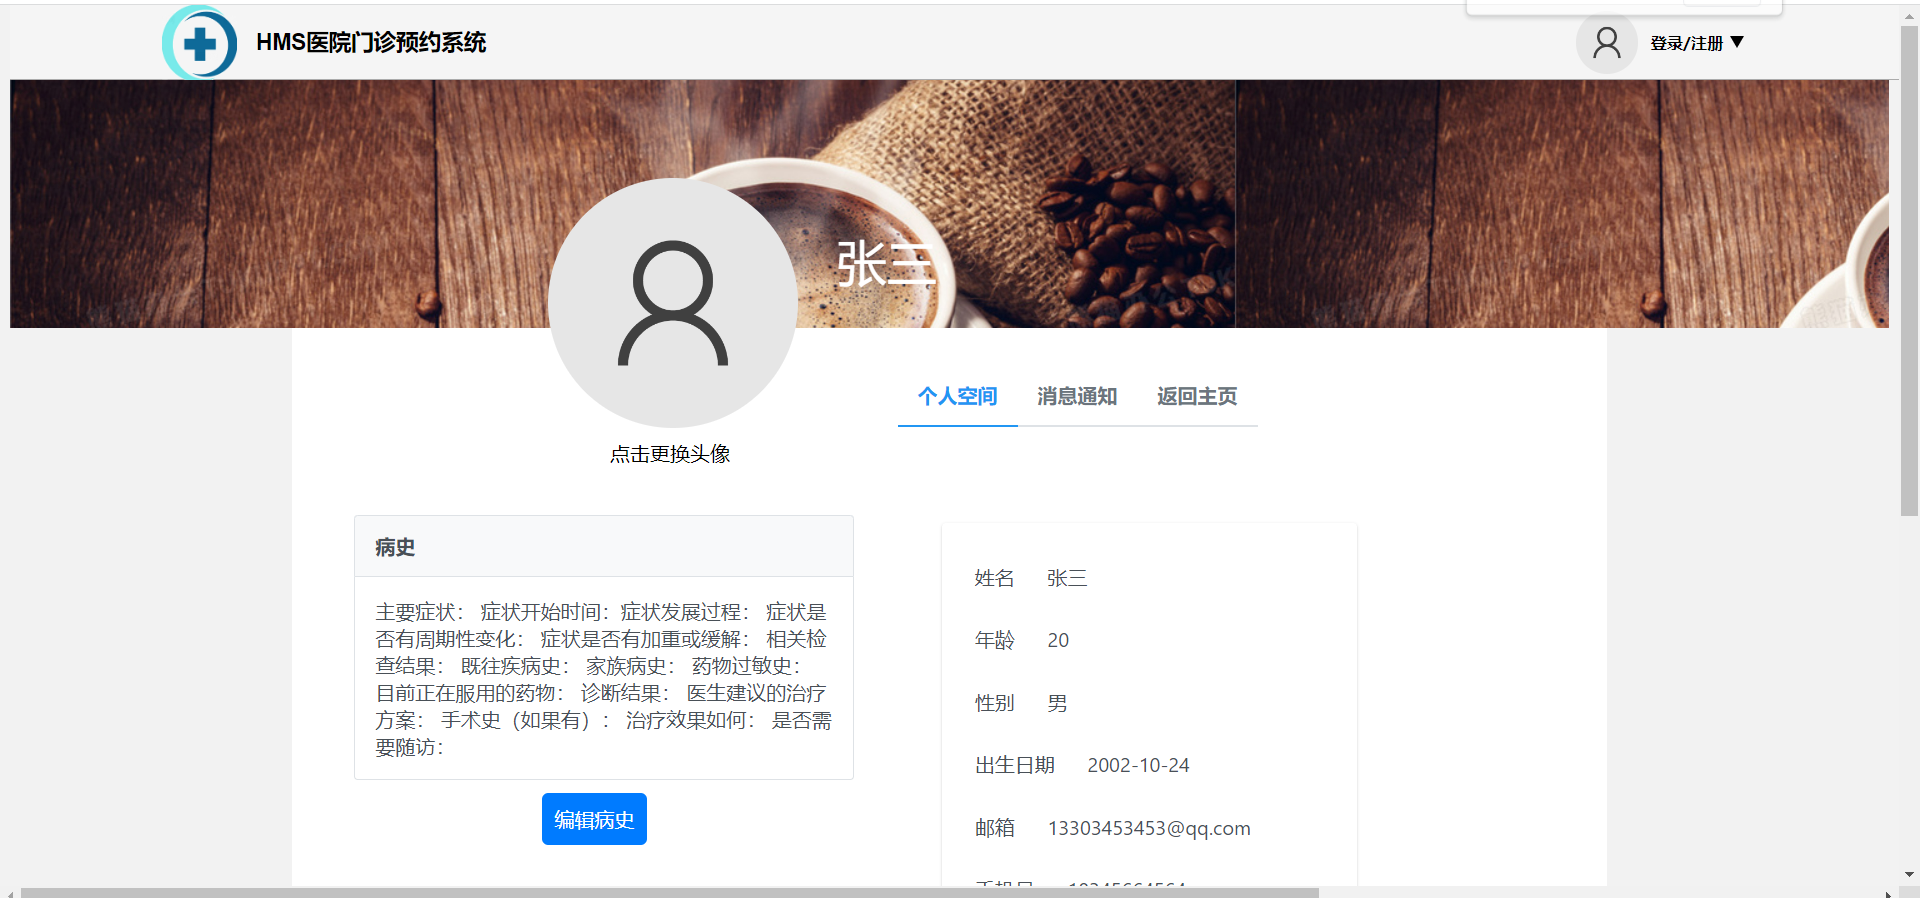 HMS医院门诊预约系统
登录/注册 ▼
张三
个人空间 消息通知 返回主页
点击更换头像
病史
主要症状： 症状开始时间：症状发展过程： 症状是
否有周期性变化： 症状是否有加重或缓解： 相关检
查结果： 既往疾病史： 家族病史： 药物过敏史：
目前正在服用的药物： 诊断结果： 医生建议的治疗
方案： 手术史（如果有）： 治疗效果如何： 是否需
要随访：
编辑病史
姓名 张三
年龄 20
性别 男
出生日期 2002-10-24
邮箱 13303453453@qq.com